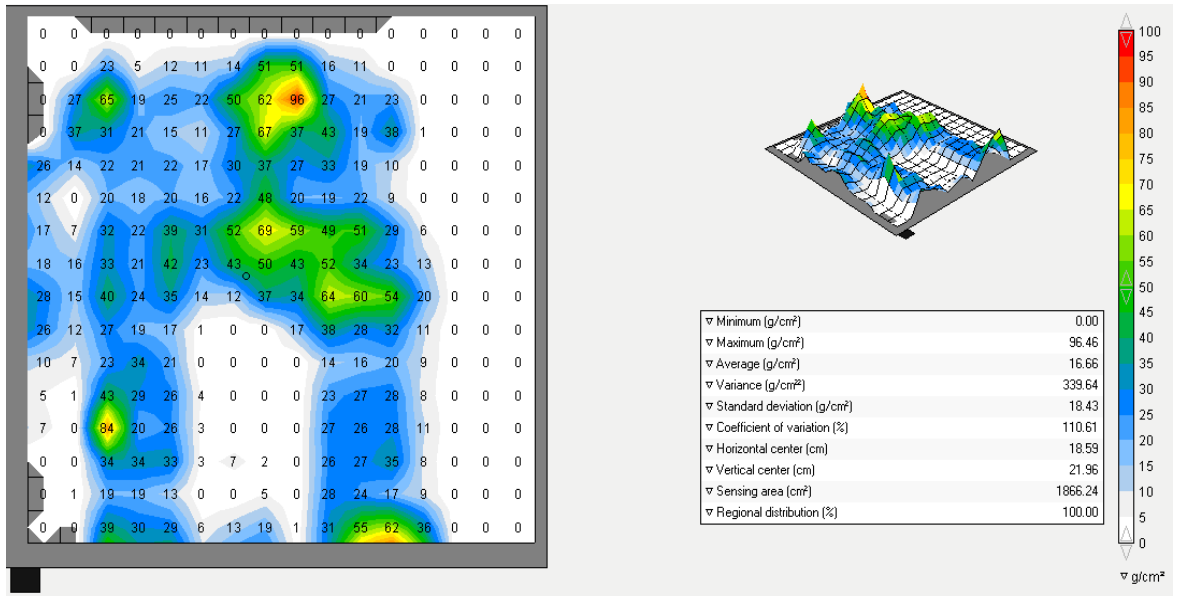 0 0 0 0 0 0 0 0 0 0 0 0 0 0 0 0
0 0 23 5 12 11 14 51 51 16 11 0 0 0 0 0
0 27 65 19 25 22 50 62 96 27 21 23 0 0 0 0
0 37 31 21 15 11 27 67 37 43 19 38 1 0 0 0
26 14 22 21 22 17 30 37 27 33 19 10 0 0 0 0
12 0 20 18 20 16 22 48 20 19 22 9 0 0 0 0
17 7 32 22 39 31 52 69 59 49 51 29 6 0 0 0
18 16 33 21 42 23 43 50 43 52 34 23 13 0 0 0
28 15 40 24 35 14 12 37 34 64 60 54 20 0 0 0
26 12 27 19 17 1 0 0 17 38 28 32 11 0 0 0
10 7 23 34 21 0 0 0 0 14 16 20 9 0 0 0
5 1 43 29 26 4 0 0 0 23 27 28 8 0 0 0
7 0 84 20 26 3 0 0 0 27 26 28 11 0 0 0
0 0 34 34 33 3 7 2 0 26 27 35 8 0 0 0
0 1 19 19 13 0 0 5 0 28 24 17 9 0 0 0
0 0 39 30 29 6 13 19 1 31 55 62 36 0 0 0
Minimum (g/cm²) 0.00
Maximum (g/cm²) 96.46
Average (g/cm²) 16.66
Variance (g/cm²²) 339.64
Standard deviation (g/cm²) 18.43
Coefficient of variation (%) 110.61
Horizontal center (cm) 18.59
Vertical center (cm) 21.96
Sensing area (cm²) 1866.24
Regional distribution (%) 100.00
100
95
90
85
80
75
70
65
60
55
50
45
40
35
30
25
20
15
10
5
0
g/cm²